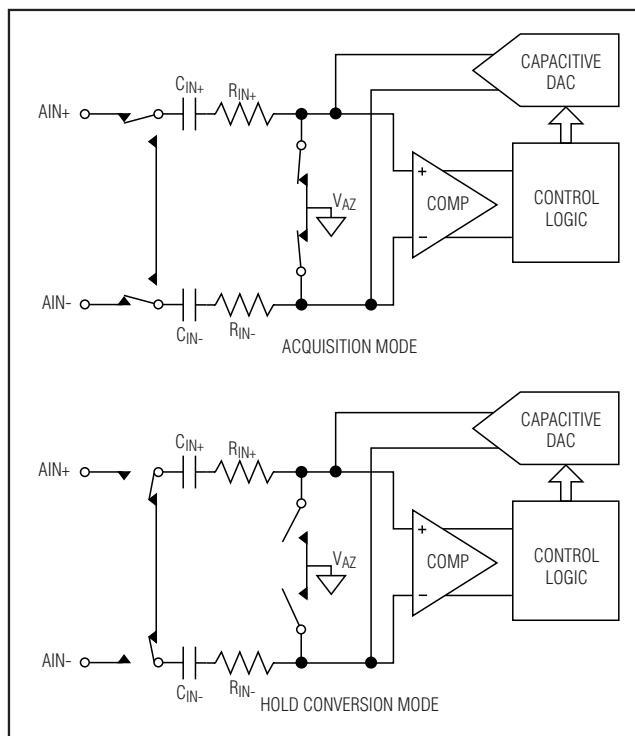 CAPACITIVE
DAC
CIN+
RIN+
AIN+
VAZ
+
COMP
−
CONTROL
LOGIC
AIN-
CIN-
RIN-
ACQUISITION MODE
CAPACITIVE
DAC
CIN+
RIN+
AIN+
VAZ
+
COMP
−
CONTROL
LOGIC
AIN-
CIN-
RIN-
HOLD CONVERSION MODE